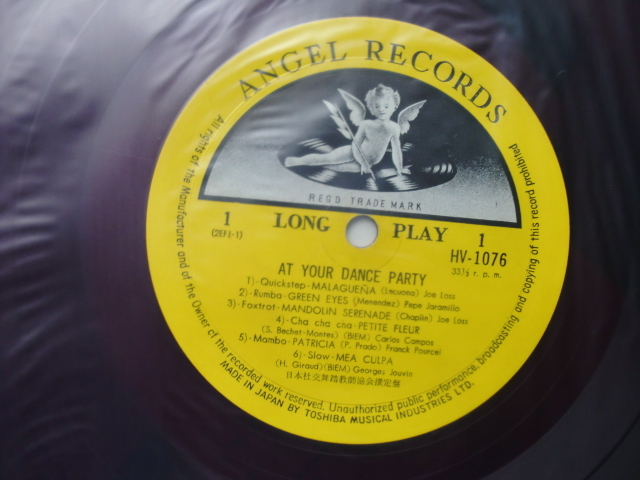 ANGEL RECORDS
REGD TRADE MARK
1 LONG PLAY 1
(2EFJ-1) HV-1076
33⅓ r. p. m.
AT YOUR DANCE PARTY
1)-Quickstep-MALAGUEÑA (Lecuona) Joe Loss
2)-Rumba-GREEN EYES (Menendez) Pepe Jaramillo
3)-Foxtrot-MANDOLIN SERENADE (Chaplin) Joe Loss
4)-Cha cha cha-PETITE FLEUR
(S. Bechet-Montes) (BIEM) Carlos Campos
5)-Mambo-PATRICIA (P. Prado) Franck Pourcel
6)-Slow-MEA CULPA
(H. Giraud)(BIEM) Georges Jouvin
日本社交舞踏教師協会撰定盤
All rights of the Manufacturer and of the Owner of the recorded work reserved. Unauthorized public performance, broadcasting and copying of this record prohibited
MADE IN JAPAN BY TOSHIBA MUSICAL INDUSTRIES LTD.